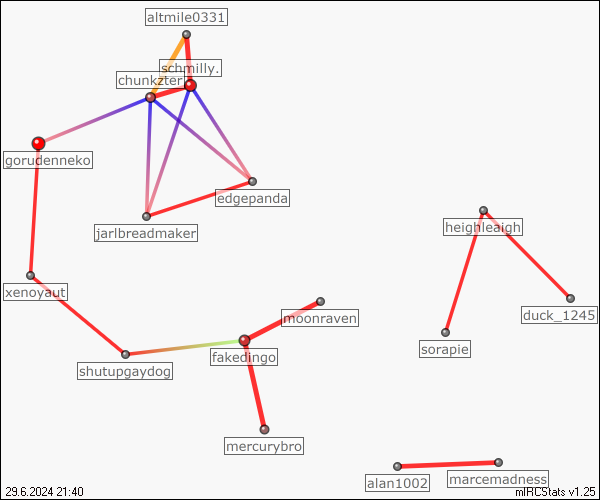 altmile0331
schmilly.
chunkzter
gorudenneko
edgepanda
jarlbreadmaker
heighleaigh
xenoyaut
moonraven
duck_1245
sorapie
fakedingo
shutupgaydog
mercurybro
marcemadness
alan1002
29.6.2024 21:40
mIRCStats v1.25